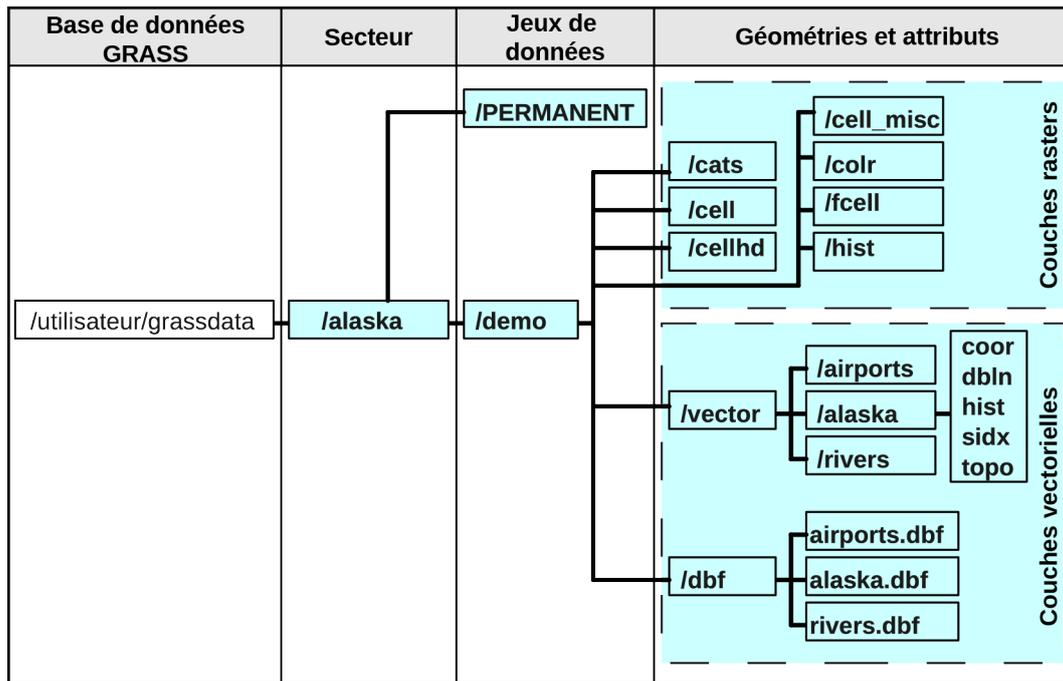 Base de données
GRASS
Secteur
Jeux de
données
Géométries et attributs
/PERMANENT
/cell_misc
/cats
/colr
/cell
/fcell
/cellhd
/hist
Couches rasters
/utilisateur/grassdata
/alaska
/demo
/vector
/airports
/alaska
/rivers
coor
dbln
hist
sidx
topo
/dbf
airports.dbf
alaska.dbf
rivers.dbf
Couches vectorielles